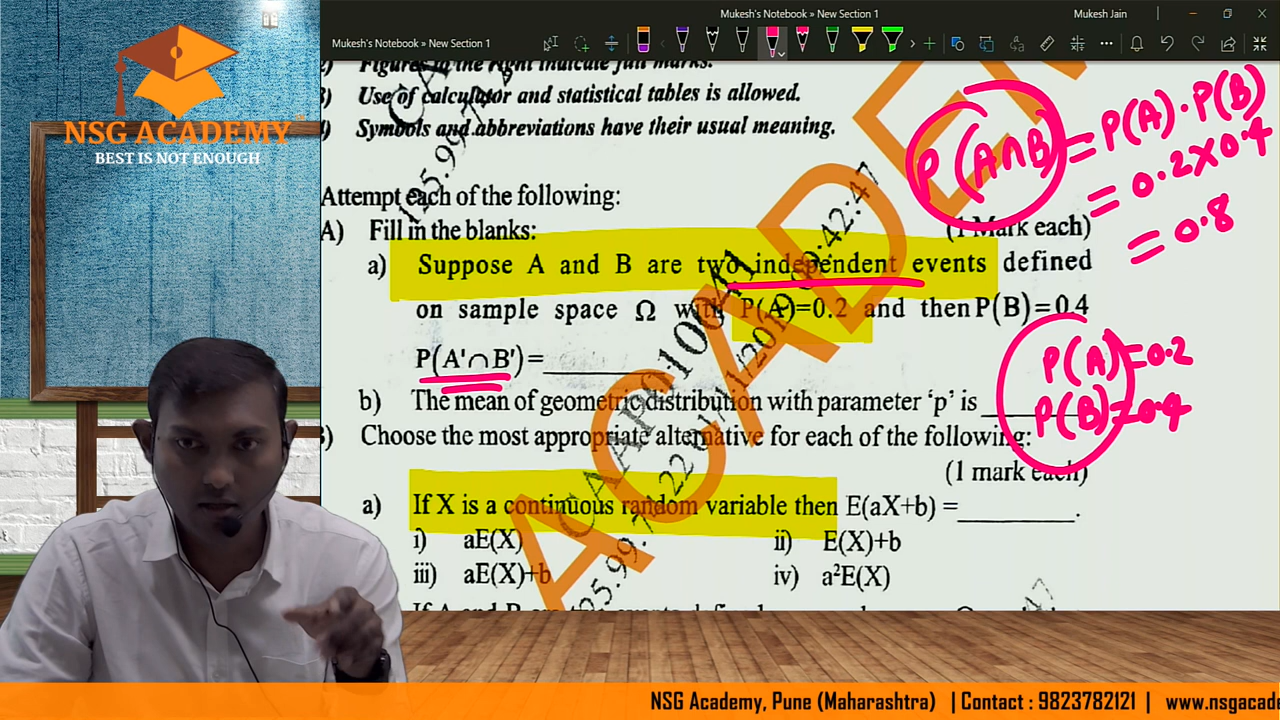 Mukesh's Notebook » New Section 1
Mukesh Jain
Mukesh's Notebook » New Section 1
NSG ACADEMY
BEST IS NOT ENOUGH
Figures to the right indicate full marks.
Use of calculator and statistical tables is allowed.
Symbols and abbreviations have their usual meaning.
Attempt each of the following:
A) Fill in the blanks:
(1 Mark each)
a) Suppose A and B are two independent events defined
on sample space Ω with P(A)=0.2 and then P(B)=0.4
P(A'∩B')=
b) The mean of geometric distribution with parameter 'p' is
Choose the most appropriate alternative for each of the following:
(1 mark each)
a) If X is a continuous random variable then E(aX+b) =
i) aE(X) ii) E(X)+b
iii) aE(X)+b iv) a²E(X)
P(A∩B) = P(A)·P(B)
= 0.2×0.4
= 0.8
P(A)=0.2
P(B)=0.4
ACADEM
NSG Academy, Pune (Maharashtra) | Contact : 9823782121 | www.nsgacade